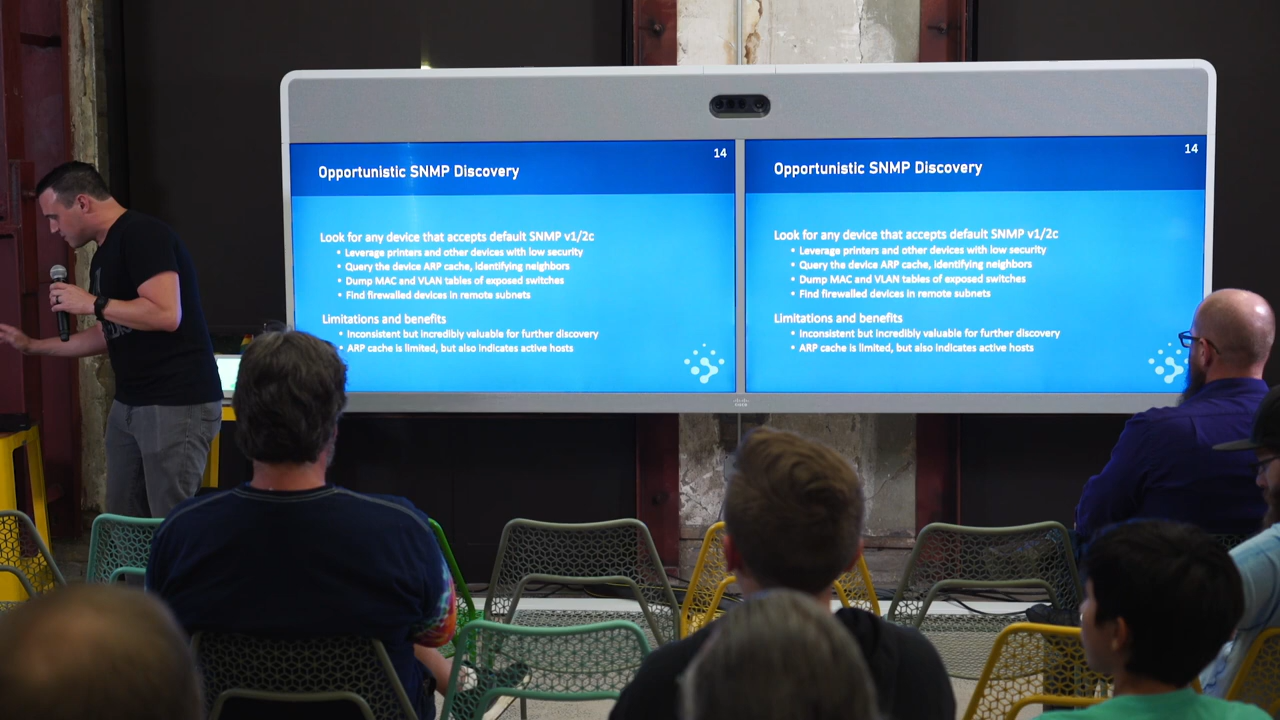 14
Opportunistic SNMP Discovery
Look for any device that accepts default SNMP v1/2c
• Leverage printers and other devices with low security
• Query the device ARP cache, identifying neighbors
• Dump MAC and VLAN tables of exposed switches
• Find firewalled devices in remote subnets
Limitations and benefits
• Inconsistent but incredibly valuable for further discovery
• ARP cache is limited, but also indicates active hosts
14
Opportunistic SNMP Discovery
Look for any device that accepts default SNMP v1/2c
• Leverage printers and other devices with low security
• Query the device ARP cache, identifying neighbors
• Dump MAC and VLAN tables of exposed switches
• Find firewalled devices in remote subnets
Limitations and benefits
• Inconsistent but incredibly valuable for further discovery
• ARP cache is limited, but also indicates active hosts
CISCO